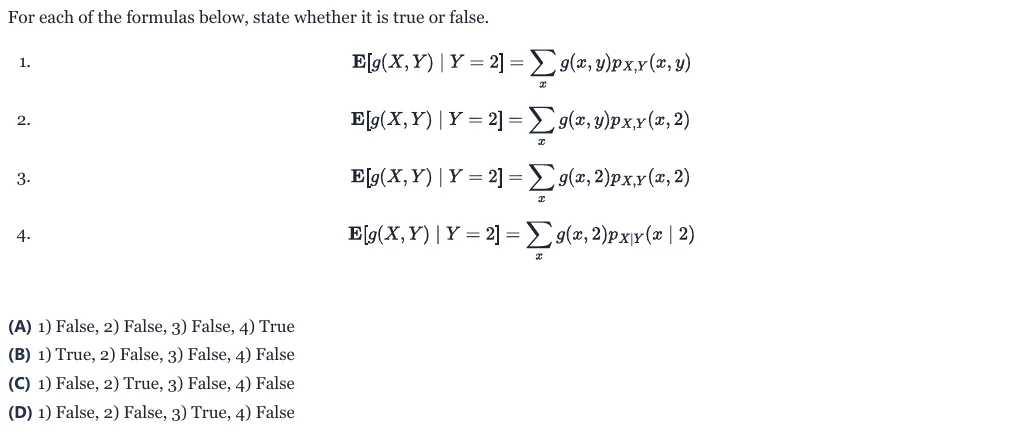 For each of the formulas below, state whether it is true or false.
1. E[g(X, Y) | Y = 2] = ∑ₓ g(x, y)p_{X,Y}(x, y)
2. E[g(X, Y) | Y = 2] = ∑ₓ g(x, y)p_{X,Y}(x, 2)
3. E[g(X, Y) | Y = 2] = ∑ₓ g(x, 2)p_{X,Y}(x, 2)
4. E[g(X, Y) | Y = 2] = ∑ₓ g(x, 2)p_{X|Y}(x | 2)
(A) 1) False, 2) False, 3) False, 4) True
(B) 1) True, 2) False, 3) False, 4) False
(C) 1) False, 2) True, 3) False, 4) False
(D) 1) False, 2) False, 3) True, 4) False